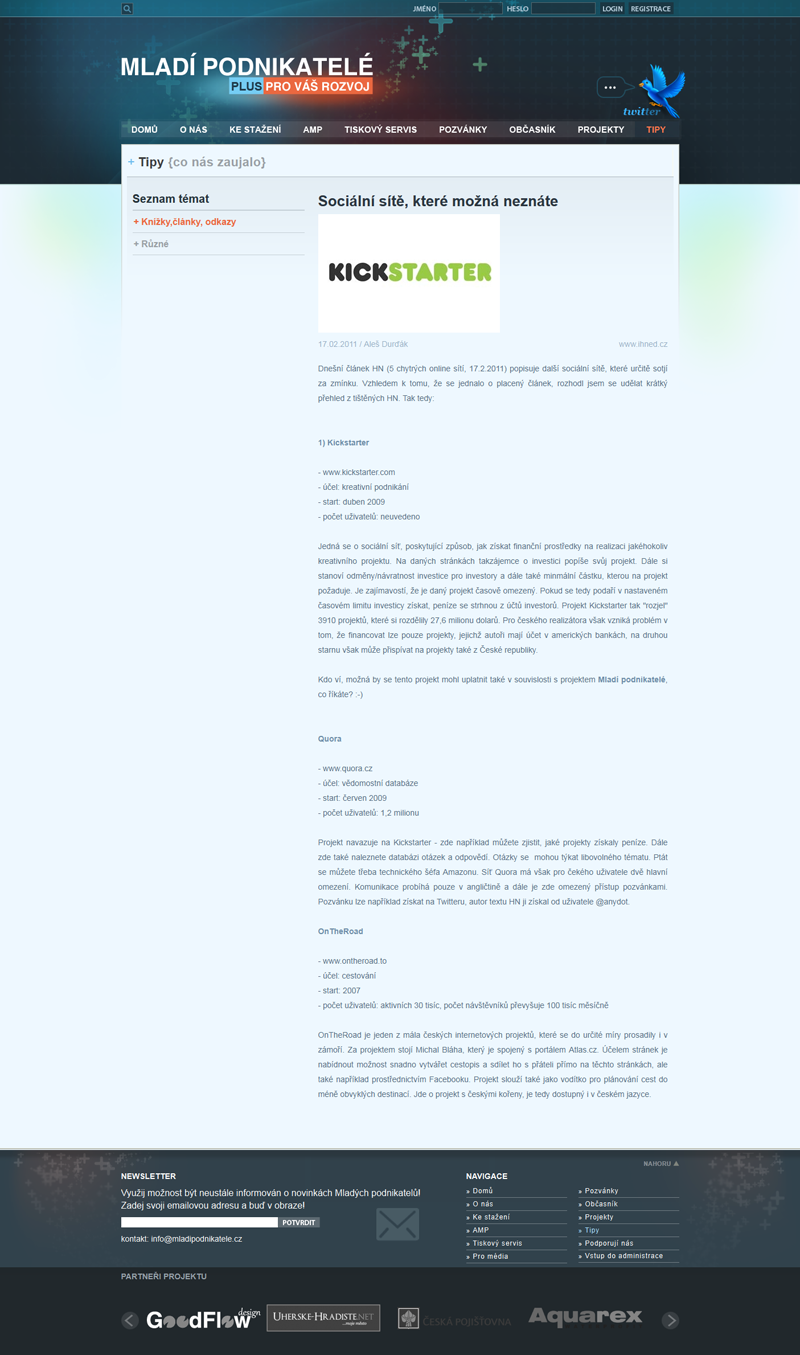 JMÉNO HESLO LOGIN REGISTRACE
MLADÍ PODNIKATELÉ
PLUS PRO VÁŠ ROZVOJ
twitter
DOMŮ O NÁS KE STAŽENÍ AMP TISKOVÝ SERVIS POZVÁNKY OBČASNÍK PROJEKTY TIPY
+ Tipy {co nás zaujalo}
Seznam témat
+ Knížky,články, odkazy
+ Různé
Sociální sítě, které možná neznáte
KICKSTARTER
17.02.2011 / Aleš Durďák www.ihned.cz
Dnešní článek HN (5 chytrých online sítí, 17.2.2011) popisuje další sociální sítě, které určitě sotjí
za zmínku. Vzhledem k tomu, že se jednalo o placený článek, rozhodl jsem se udělat krátký
přehled z tištěných HN. Tak tedy:
1) Kickstarter
- www.kickstarter.com
- účel: kreativní podnikání
- start: duben 2009
- počet uživatelů: neuvedeno
Jedná se o sociální síť, poskytující způsob, jak získat finanční prostředky na realizaci jakéhokoliv
kreativního projektu. Na daných stránkách takzájemce o investici popíše svůj projekt. Dále si
stanoví odměny/návratnost investice pro investory a dále také minmální částku, kterou na projekt
požaduje. Je zajímavostí, že je daný projekt časově omezený. Pokud se tedy podaří v nastaveném
časovém limitu investicy získat, peníze se strhnou z účtů investorů. Projekt Kickstarter tak "rozjel"
3910 projektů, které si rozdělily 27,6 milionu dolarů. Pro českého realizátora však vzniká problém v
tom, že financovat lze pouze projekty, jejichž autoři mají účet v amerických bankách, na druhou
starnu však může přispívat na projekty také z České republiky.
Kdo ví, možná by se tento projekt mohl uplatnit také v souvislosti s projektem Mladí podnikatelé,
co říkáte? :-)
Quora
- www.quora.cz
- účel: vědomostní databáze
- start: červen 2009
- počet uživatelů: 1,2 milionu
Projekt navazuje na Kickstarter - zde například můžete zjistit, jaké projekty získaly peníze. Dále
zde také naleznete databázi otázek a odpovědí. Otázky se mohou týkat libovolného tématu. Ptát
se můžete třeba technického šéfa Amazonu. Síť Quora má však pro čekého uživatele dvě hlavní
omezení. Komunikace probíhá pouze v angličtině a dále je zde omezený přístup pozvánkami.
Pozvánku lze například získat na Twitteru, autor textu HN ji získal od uživatele @anydot.
OnTheRoad
- www.ontheroad.to
- účel: cestování
- start: 2007
- počet uživatelů: aktivních 30 tisíc, počet návštěvníků převyšuje 100 tisíc měsíčně
OnTheRoad je jeden z mála českých internetových projektů, které se do určité míry prosadily i v
zámoří. Za projektem stojí Michal Bláha, který je spojený s portálem Atlas.cz. Účelem stránek je
nabídnout možnost snadno vytvářet cestopis a sdílet ho s přáteli přímo na těchto stránkách, ale
také například prostřednictvím Facebooku. Projekt slouží také jako vodítko pro plánování cest do
méně obvyklých destinací. Jde o projekt s českými kořeny, je tedy dostupný i v českém jazyce.
NAHORU
NEWSLETTER
Využij možnost být neustále informován o novinkách Mladých podnikatelů!
Zadej svoji emailovou adresu a buď v obraze!
POTVRDIT
kontakt: info@mladipodnikatele.cz
NAVIGACE
» Domů
» O nás
» Ke stažení
» AMP
» Tiskový servis
» Pro média
» Pozvánky
» Občasník
» Projekty
» Tipy
» Podporují nás
» Vstup do administrace
PARTNEŘI PROJEKTU
GoodFlow design
UHERSKE-HRADISTE.NET
...moje město
ČESKÁ POJIŠŤOVNA
Aquarex